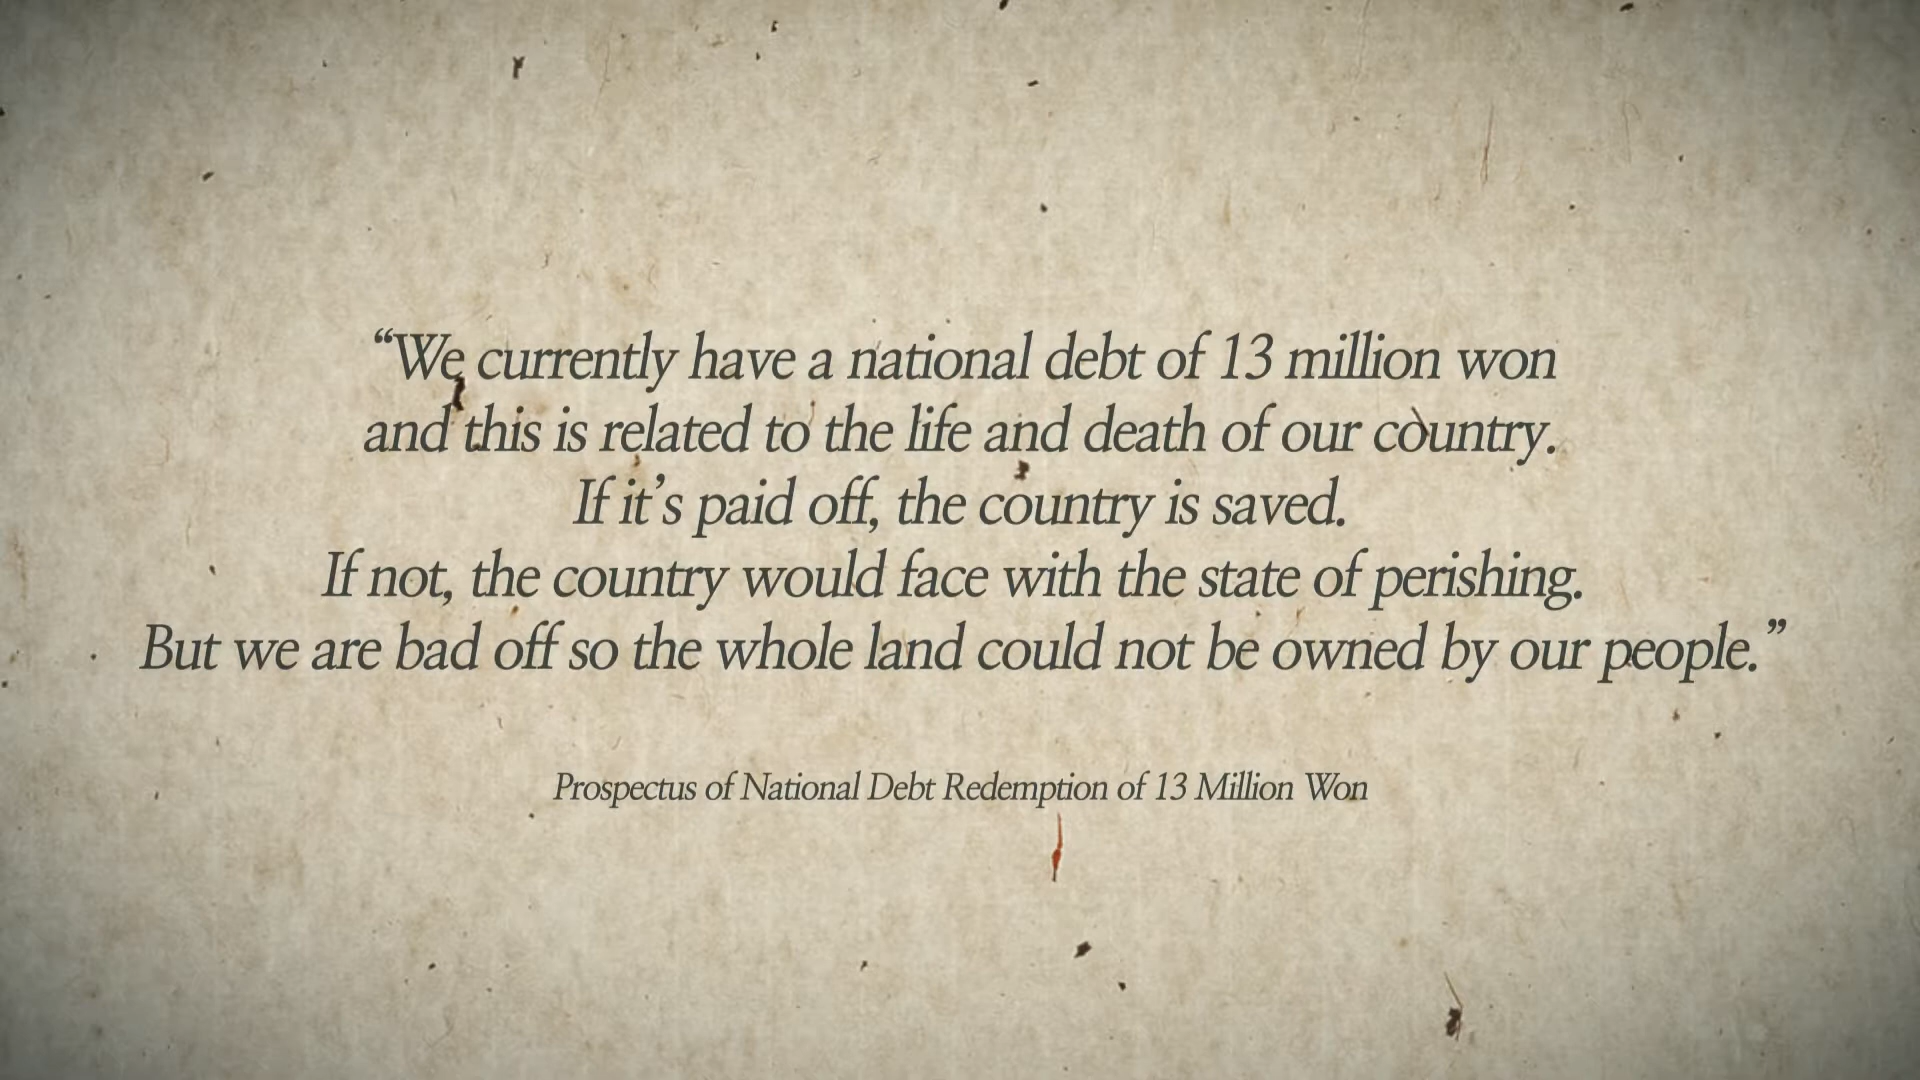 “We currently have a national debt of 13 million won
and this is related to the life and death of our country.
If it’s paid off, the country is saved.
If not, the country would face with the state of perishing.
But we are bad off so the whole land could not be owned by our people.”
Prospectus of National Debt Redemption of 13 Million Won